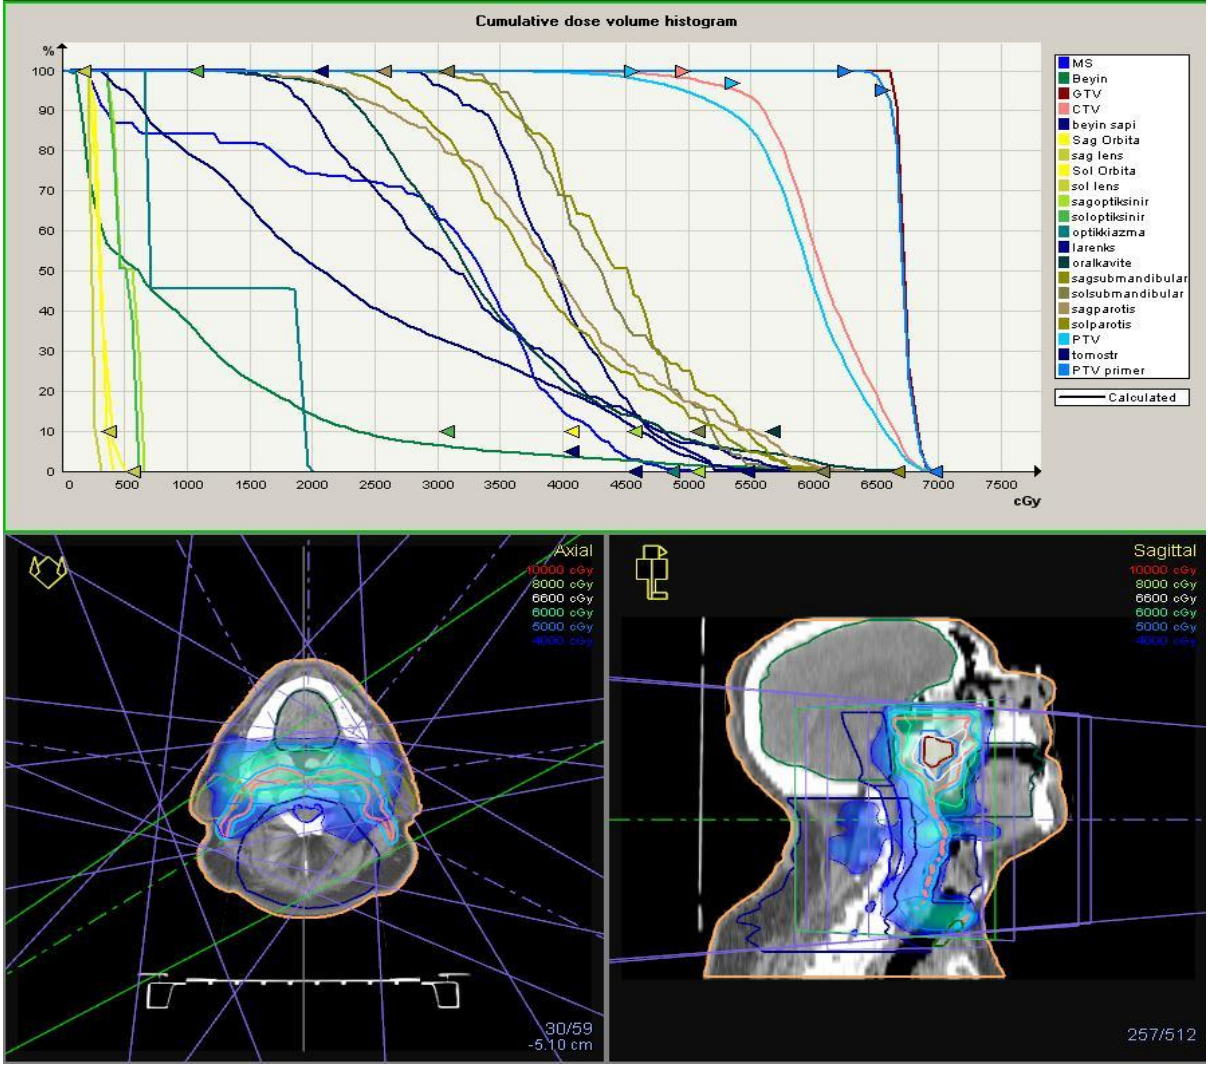 Cumulative dose volume histogram
%
100
90
80
70
60
50
40
30
20
10
0
0 500 1000 1500 2000 2500 3000 3500 4000 4500 5000 5500 6000 6500 7000 7500
cGy
MS
Beyin
GTV
CTV
beyin sapi
Sag Orbita
sag lens
Sol Orbita
sol lens
sagoptiksinir
soloptiksinir
optikkiazma
larenks
oralkavite
sagsubmandibular
solsubmandibular
sagparotis
solparotis
PTV
tomostr
PTV primer
Calculated
Axial
10000 cGy
8000 cGy
6600 cGy
6000 cGy
5000 cGy
4000 cGy
30/59
-5.10 cm
Sagittal
10000 cGy
8000 cGy
6600 cGy
6000 cGy
5000 cGy
4000 cGy
257/512